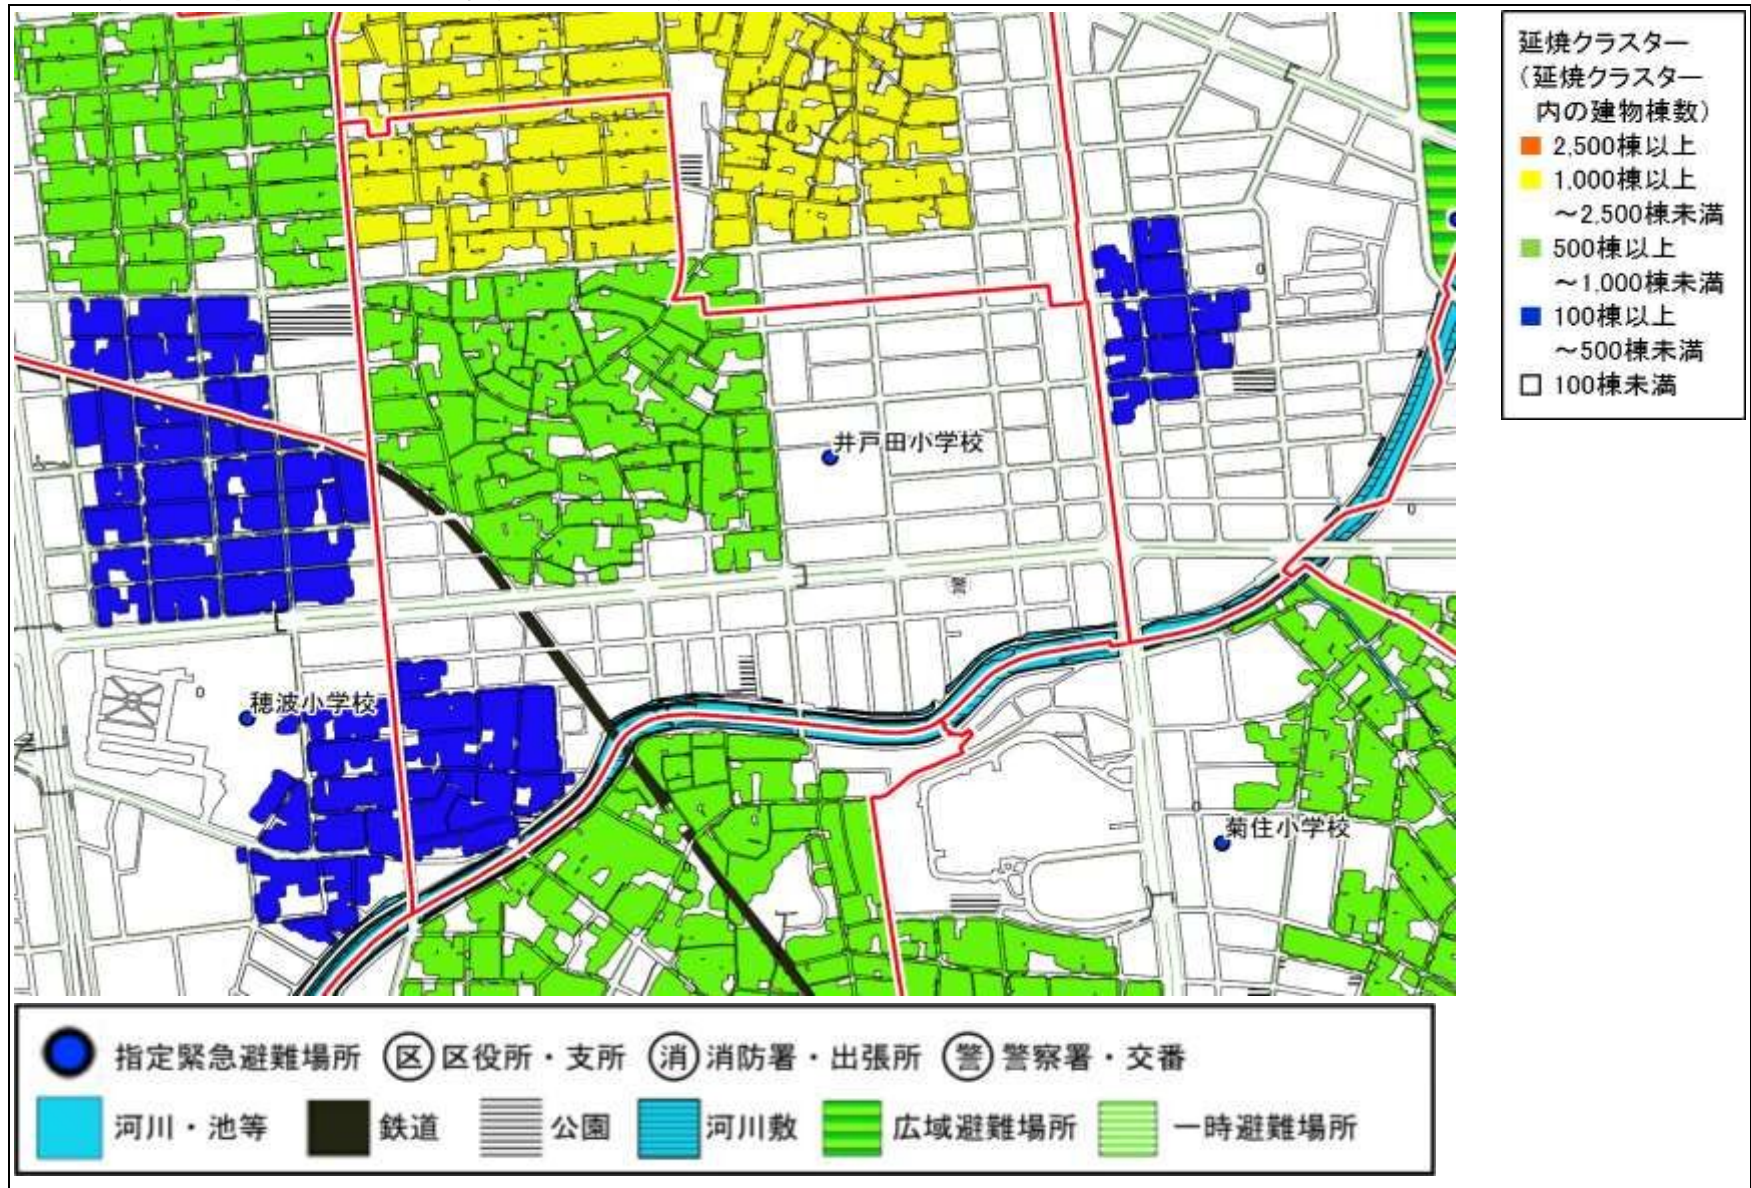 延焼クラスター
（延焼クラスター
内の建物棟数）
2,500棟以上
1,000棟以上
～2,500棟未満
500棟以上
～1,000棟未満
100棟以上
～500棟未満
100棟未満
井戸田小学校
警
穂波小学校
菊住小学校
指定緊急避難場所 区 区役所・支所 消 消防署・出張所 警 警察署・交番
河川・池等 鉄道 公園 河川敷 広域避難場所 一時避難場所